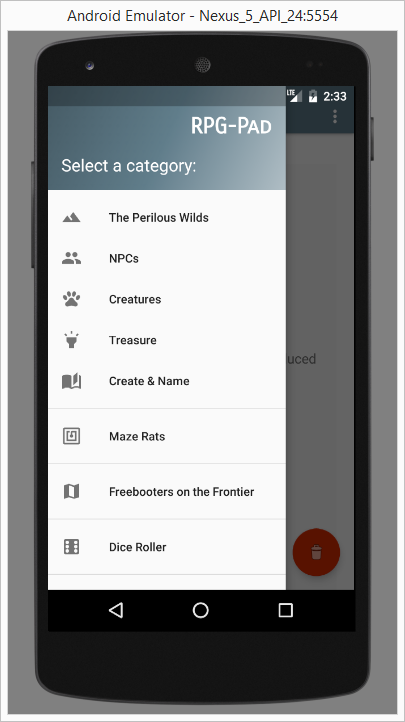 Android Emulator - Nexus_5_API_24:5554
LTE 2:33
RPG-PAD
Select a category:
The Perilous Wilds
NPCs
Creatures
Treasure
uced
Create & Name
Maze Rats
Freebooters on the Frontier
Dice Roller